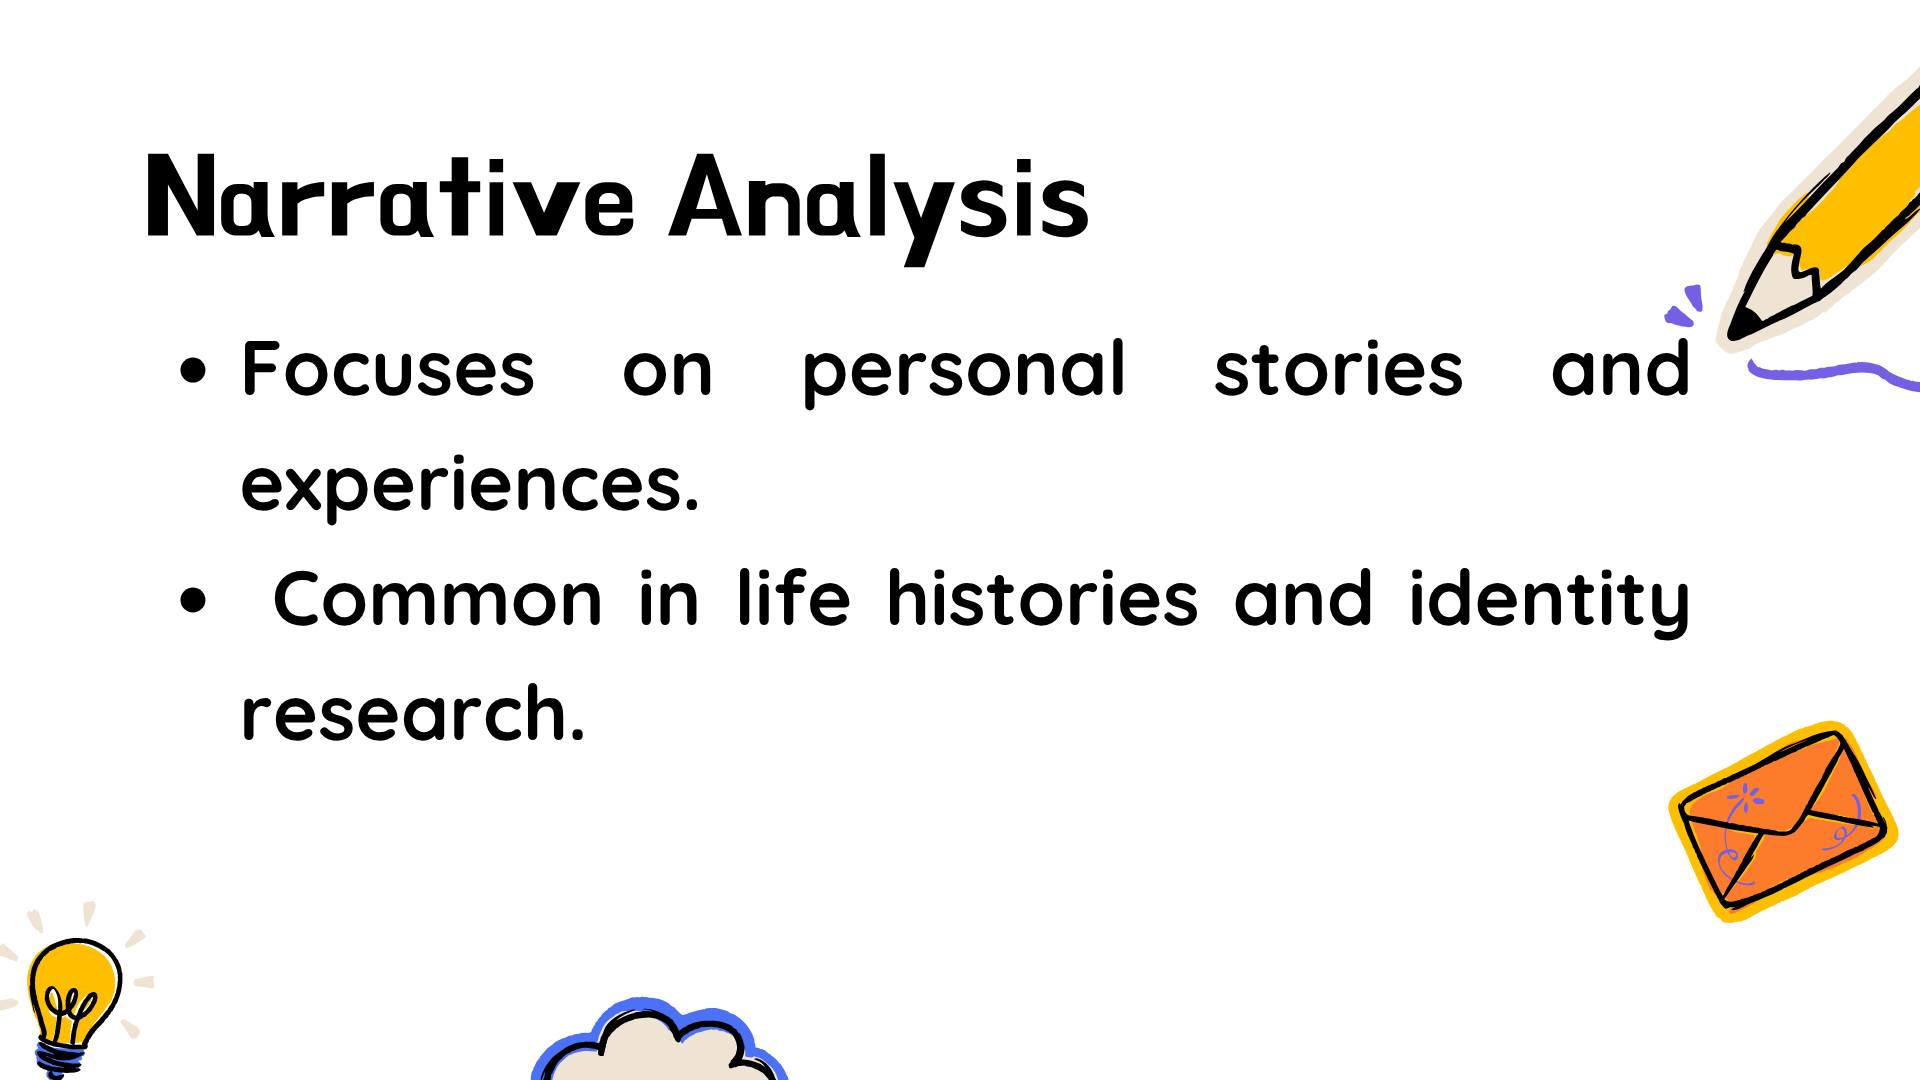 Narrative Analysis
• Focuses on personal stories and
experiences.
• Common in life histories and identity
research.